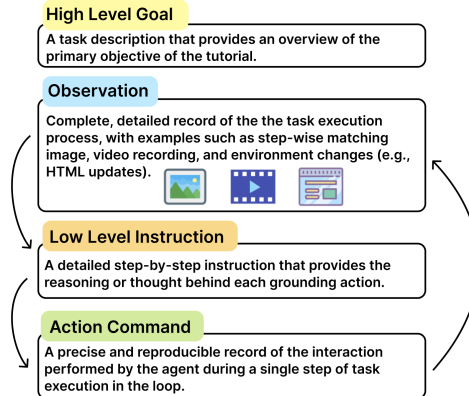 High Level Goal
A task description that provides an overview of the
primary objective of the tutorial.
Observation
Complete, detailed record of the the task execution
process, with examples such as step-wise matching
image, video recording, and environment changes (e.g.,
HTML updates).
Low Level Instruction
A detailed step-by-step instruction that provides the
reasoning or thought behind each grounding action.
Action Command
A precise and reproducible record of the interaction
performed by the agent during a single step of task
execution in the loop.